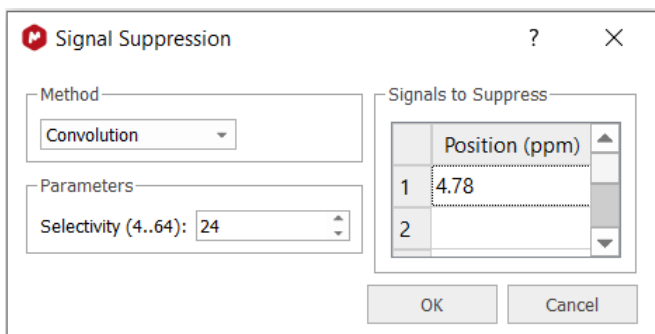 Signal Suppression ? ×
Method
Convolution
Parameters
Selectivity (4..64): 24
Signals to Suppress
Position (ppm)
1 4.78
2
OK Cancel